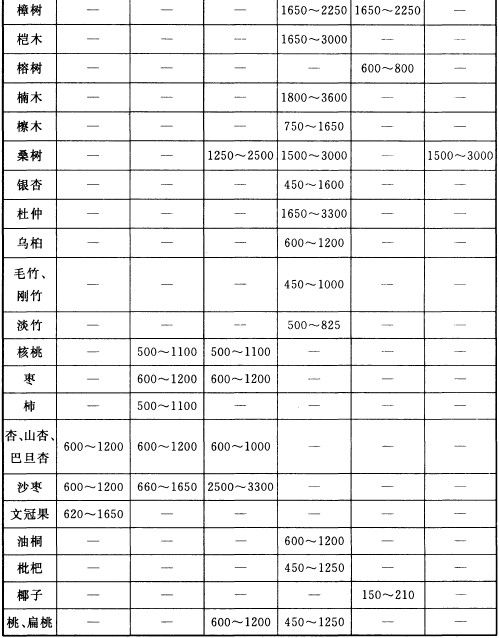 樟树 — — — 1650～2250 1650～2250 —
桤木 — — — 1650～3000 — —
榕树 — — — — 600～800 —
楠木 — — — 1800～3600 — —
檫木 — — — 750～1650 — —
桑树 — — 1250～2500 1500～3000 — 1500～3000
银杏 — — — 450～1600 — —
杜仲 — — — 1650～3300 — —
乌桕 — — — 600～1200 — —
毛竹、
刚竹 — — — 450～1000 — —
淡竹 — — — 500～825 — —
核桃 — 500～1100 500～1100 — — —
枣 — 600～1200 600～1200 — — —
柿 — 500～1100 — — — —
杏、山杏、
巴旦杏 600～1200 600～1200 600～1000 — — —
沙枣 600～1200 660～1650 2500～3300 — — —
文冠果 620～1650 — — — — —
油桐 — — — 600～1200 — —
枇杷 — — — 450～1250 — —
椰子 — — — — 150～210 —
桃、扁桃 — — 600～1200 450～1250 — —